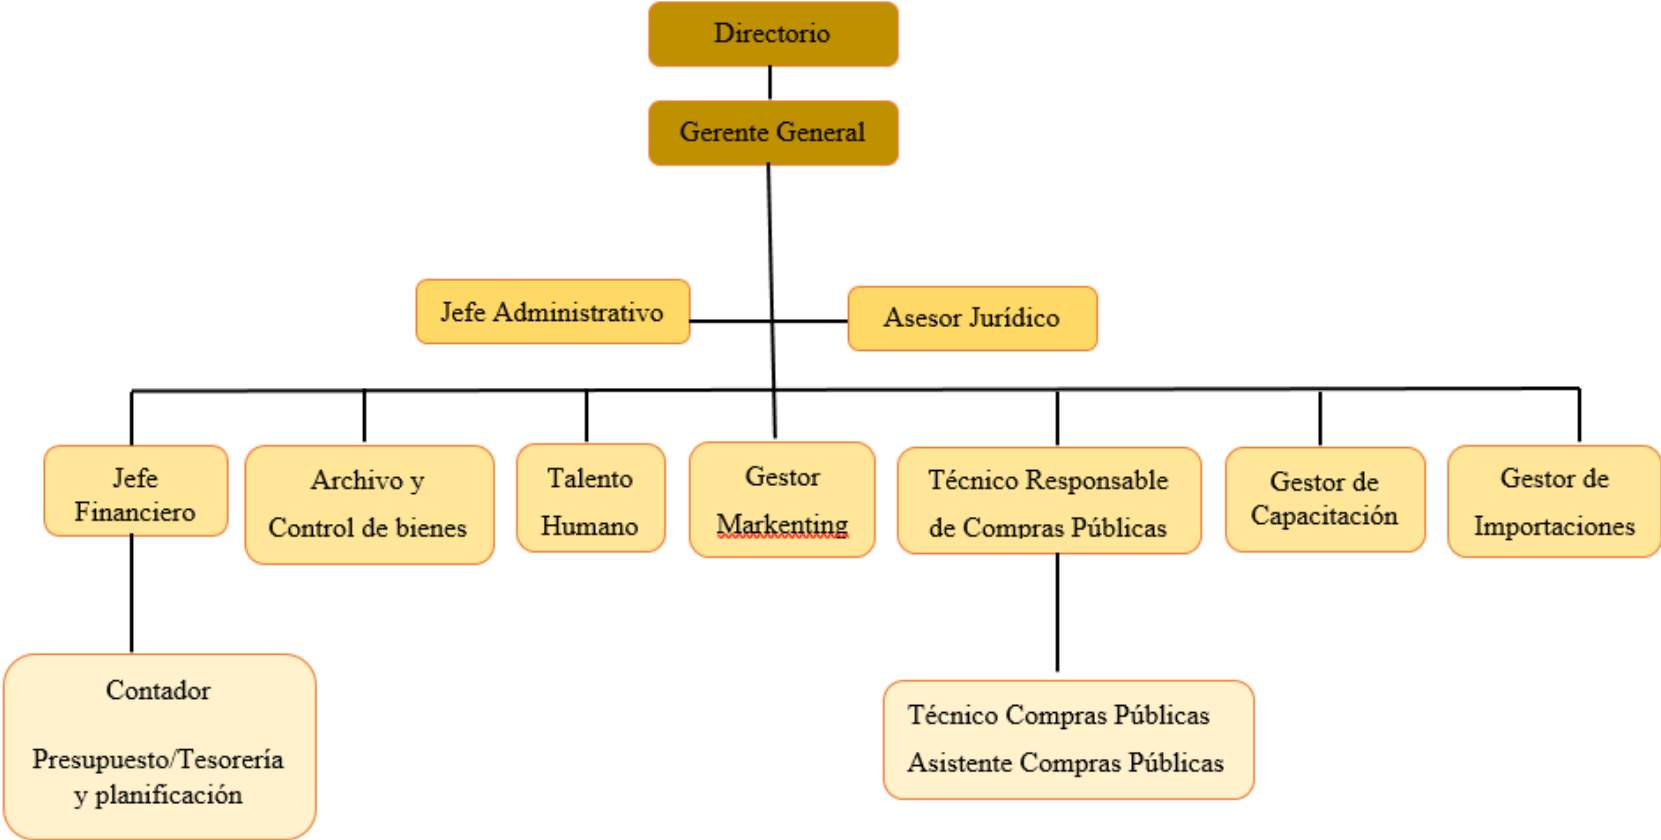 Directorio
Gerente General
Jefe Administrativo
Asesor Jurídico
Jefe
Financiero
Archivo y
Control de bienes
Talento
Humano
Gestor
Markenting
Técnico Responsable
de Compras Públicas
Gestor de
Capacitación
Gestor de
Importaciones
Contador
Presupuesto/Tesorería
y planificación
Técnico Compras Públicas
Asistente Compras Públicas